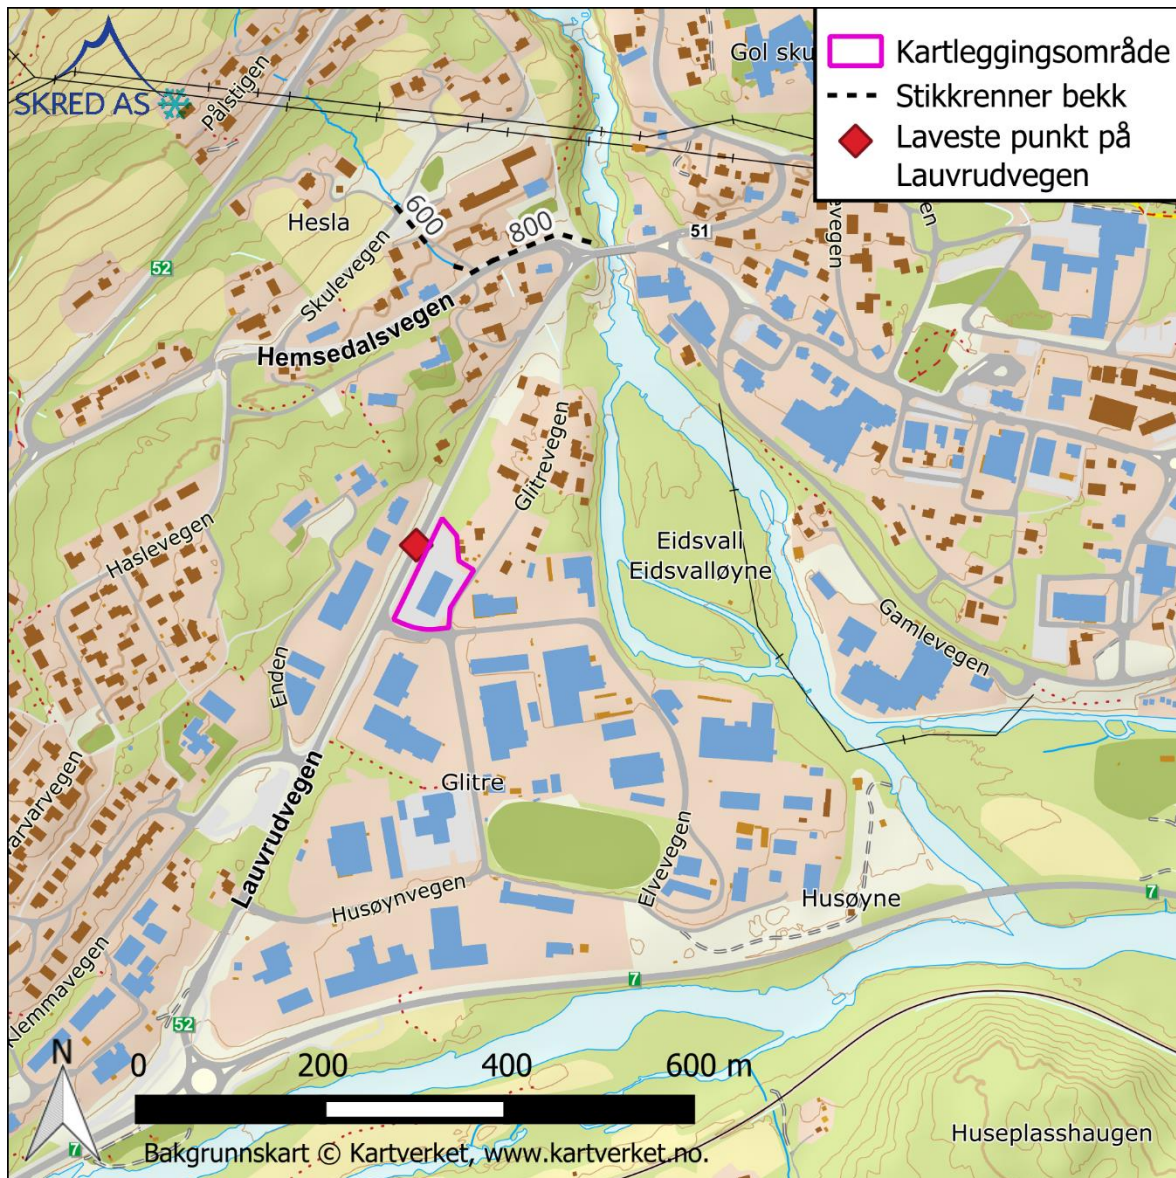 SKRED AS
Kartleggingsområde
Stikkrenner bekk
Laveste punkt på
Lauvrudvegen
Gol sku
Pålstigen
Hesla
600
800
51
52
Skulevegen
Hemsedalsvegen
Glitrevegen
Haslevegen
Eidsvall
Eidsvalløyne
Gamlevegen
Enden
Lauvrudvegen
Glitre
Husøynvegen
Elvevegen
Husøyne
7
7
Klemmavegen
52
N
0 200 400 600 m
7
Bakgrunnskart © Kartverket, www.kartverket.no.
Huseplasshaugen